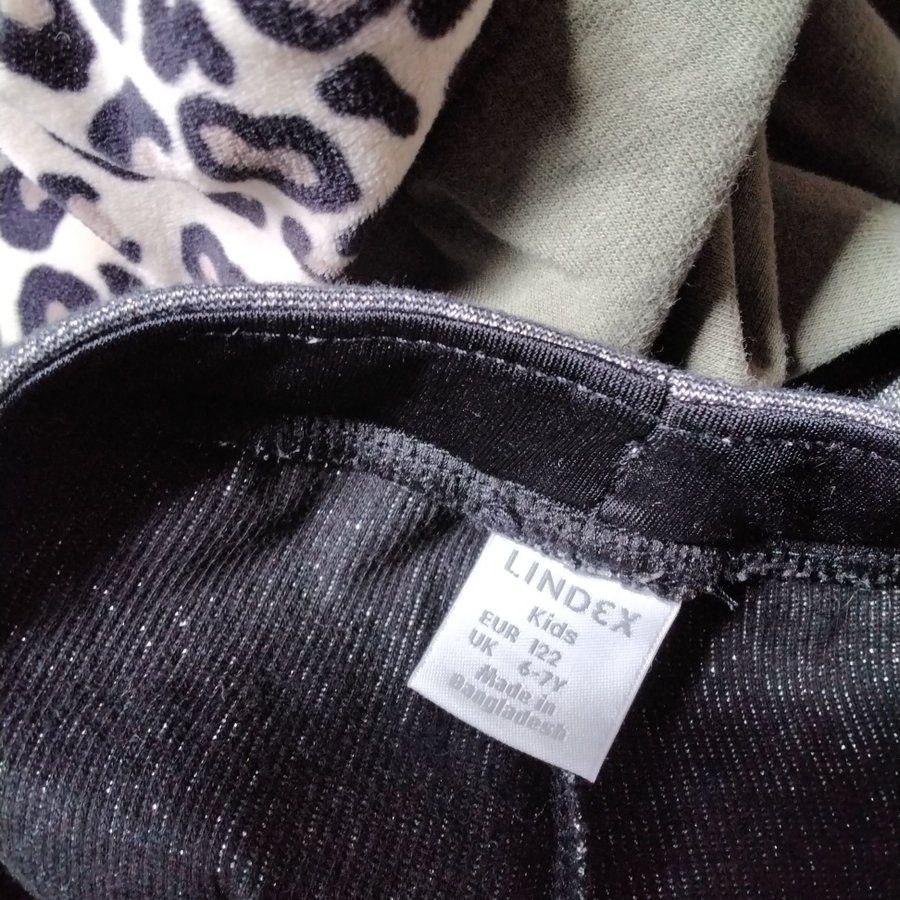 LINDEX
Kids
EUR 122
UK 6-7Y
Made in
Bangladesh